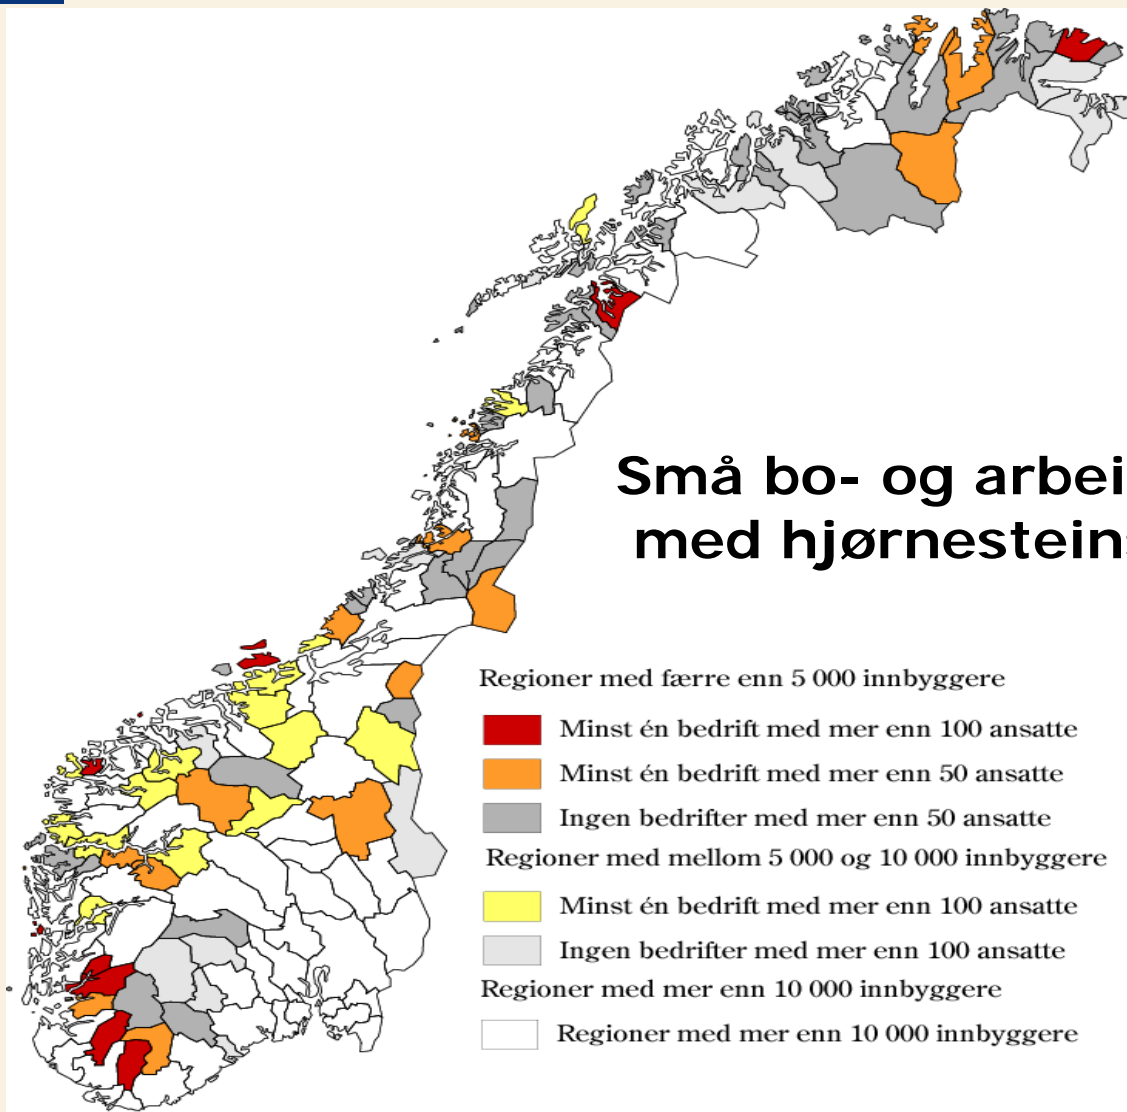 Små bo- og arbei
med hjørnestein
Regioner med færre enn 5 000 innbyggere
Minst én bedrift med mer enn 100 ansatte
Minst én bedrift med mer enn 50 ansatte
Ingen bedrifter med mer enn 50 ansatte
Regioner med mellom 5 000 og 10 000 innbyggere
Minst én bedrift med mer enn 100 ansatte
Ingen bedrifter med mer enn 100 ansatte
Regioner med mer enn 10 000 innbyggere
Regioner med mer enn 10 000 innbyggere